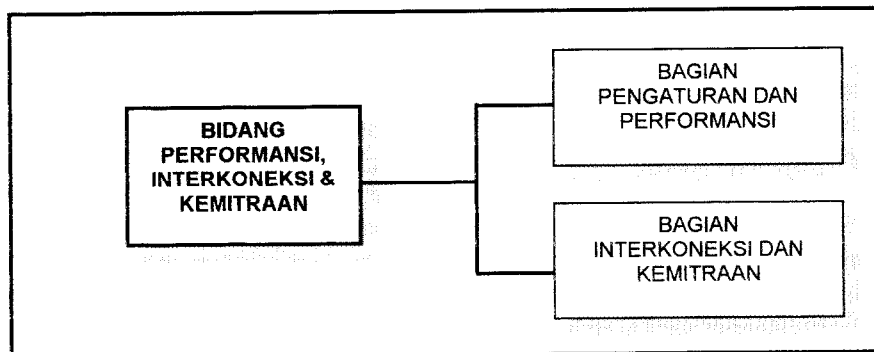 BIDANG
PERFORMANSI,
INTERKONEKSI &
KEMITRAAN
BAGIAN
PENGATURAN DAN
PERFORMANSI
BAGIAN
INTERKONEKSI DAN
KEMITRAAN